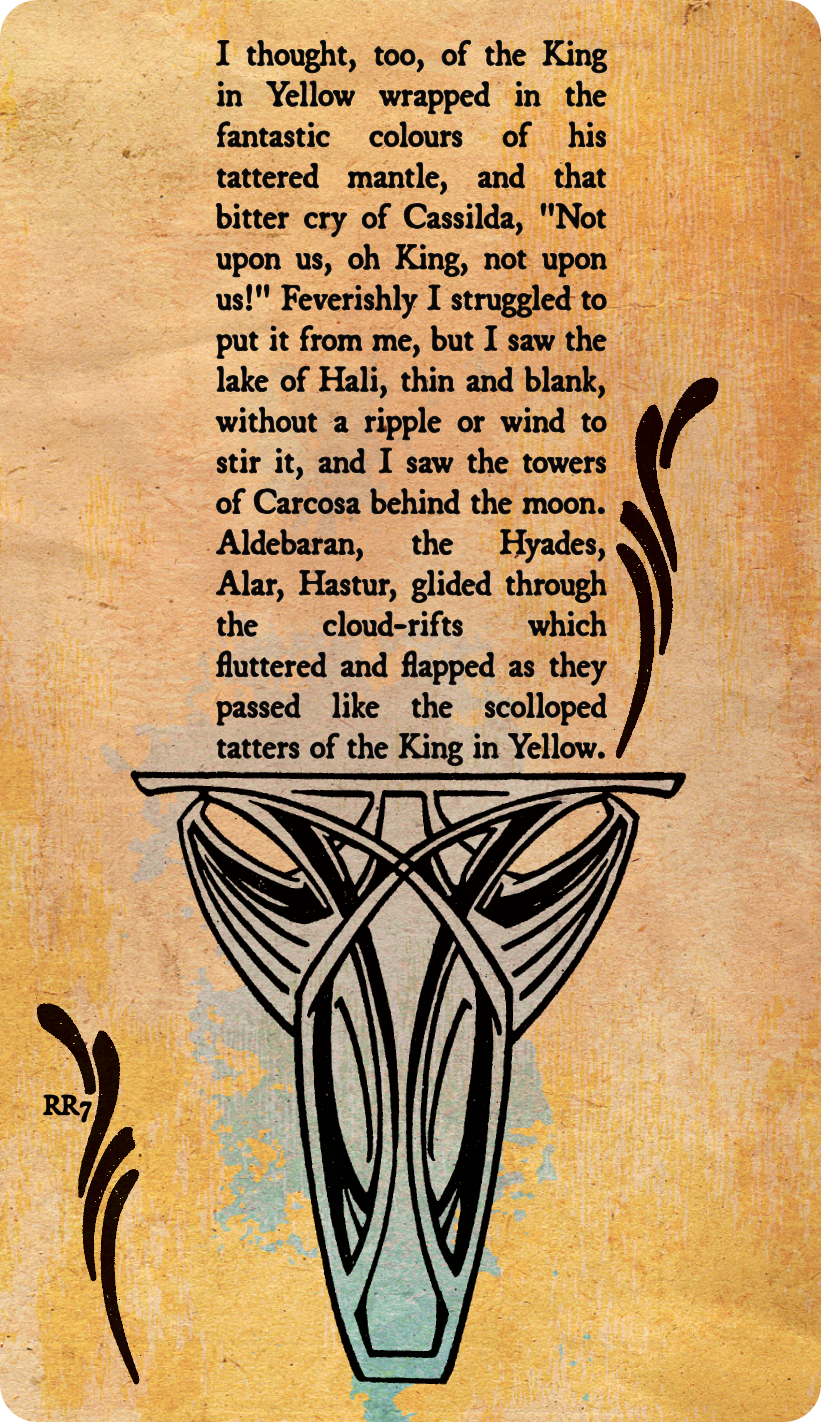 I thought, too, of the King
in Yellow wrapped in the
fantastic colours of his
tattered mantle, and that
bitter cry of Cassilda, "Not
upon us, oh King, not upon
us!" Feverishly I struggled to
put it from me, but I saw the
lake of Hali, thin and blank,
without a ripple or wind to
stir it, and I saw the towers
of Carcosa behind the moon.
Aldebaran, the Hyades,
Alar, Hastur, glided through
the cloud-rifts which
fluttered and flapped as they
passed like the scolloped
tatters of the King in Yellow.
RR7